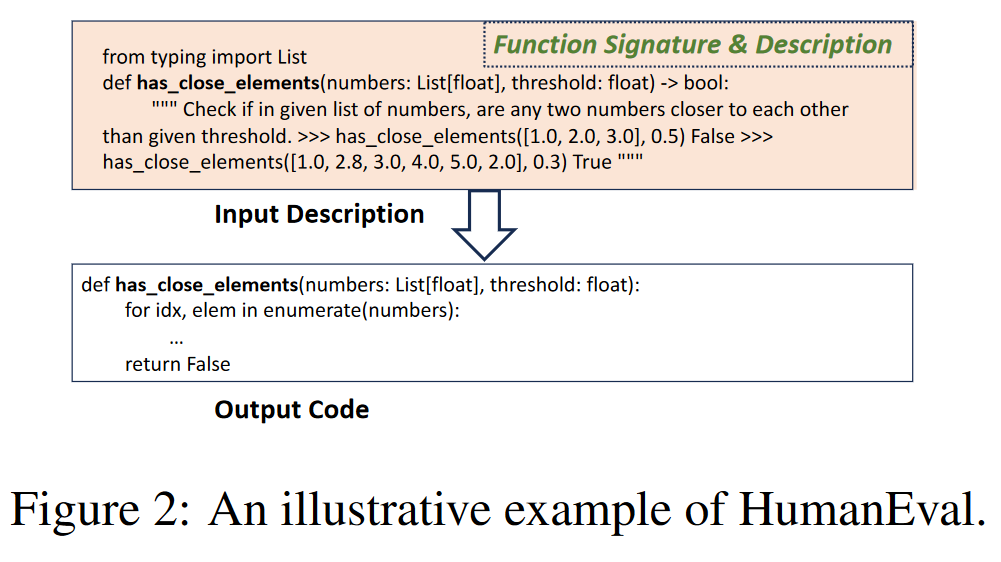 Function Signature & Description
from typing import List
def has_close_elements(numbers: List[float], threshold: float) -> bool:
""" Check if in given list of numbers, are any two numbers closer to each other
than given threshold. >>> has_close_elements([1.0, 2.0, 3.0], 0.5) False >>>
has_close_elements([1.0, 2.8, 3.0, 4.0, 5.0, 2.0], 0.3) True """
Input Description
def has_close_elements(numbers: List[float], threshold: float):
for idx, elem in enumerate(numbers):
...
return False
Output Code
Figure 2: An illustrative example of HumanEval.